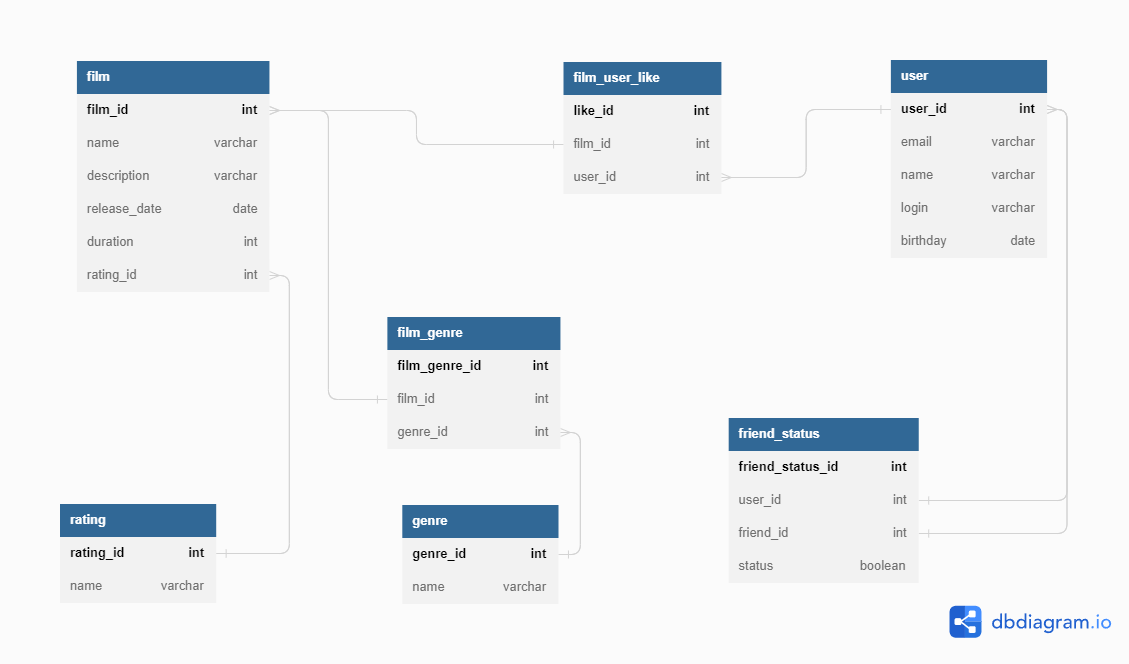 film
film_id int
name varchar
description varchar
release_date date
duration int
rating_id int
film_user_like
like_id int
film_id int
user_id int
user
user_id int
email varchar
name varchar
login varchar
birthday date
film_genre
film_genre_id int
film_id int
genre_id int
friend_status
friend_status_id int
user_id int
friend_id int
status boolean
rating
rating_id int
name varchar
genre
genre_id int
name varchar
dbdiagram.io